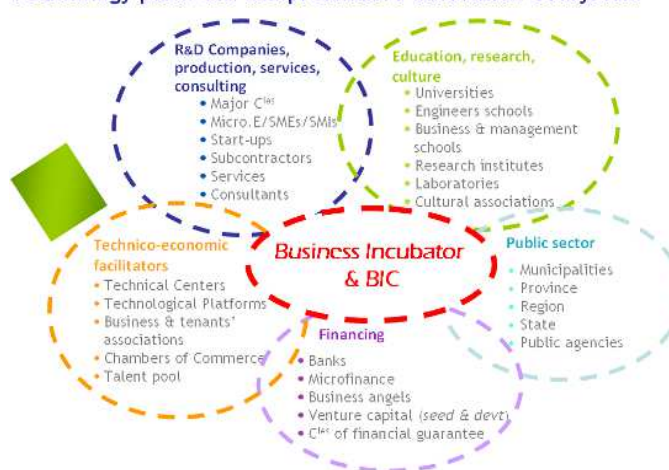 R&D Companies,
production, services,
consulting
• Major Cies
• Micro.E/SMEs/SMIs
• Start-ups
• Subcontractors
• Services
• Consultants
Education, research,
culture
• Universities
• Engineers schools
• Business & management
schools
• Research institutes
• Laboratories
• Cultural associations
Business Incubator
& BIC
Technico-economic
facilitators
• Technical Centers
• Technological Platforms
• Business & tenants'
associations
• Chambers of Commerce
• Talent pool
Public sector
• Municipalities
• Province
• Region
• State
• Public agencies
Financing
• Banks
• Microfinance
• Business angels
• Venture capital (seed & devt)
• Cies of financial guarantee